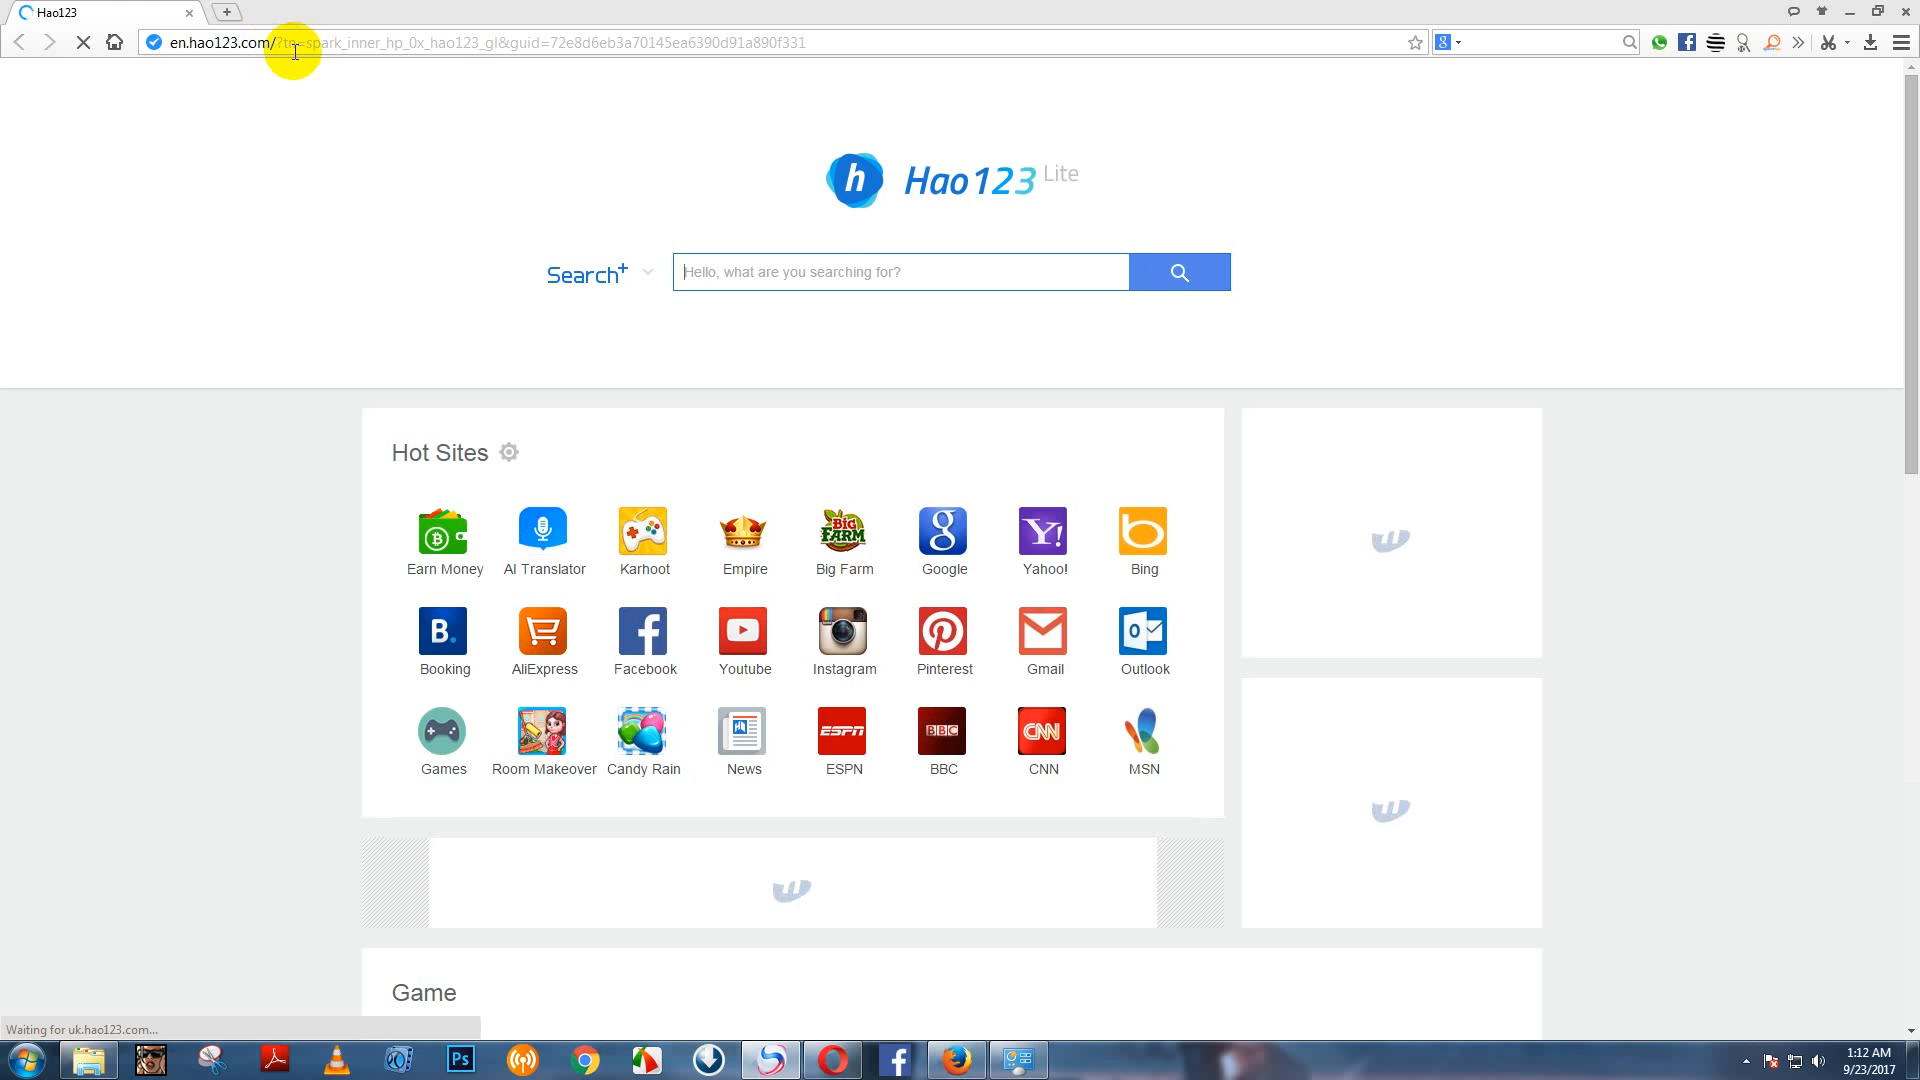 Hao123
en.hao123.com/?tn=spark_inner_hp_0x_hao123_gl&guid=72e8d6eb3a70145ea6390d91a890f331
h Hao123 Lite
Search+ Hello, what are you searching for?
Hot Sites
Earn Money AI Translator Karhoot Empire Big Farm Google Yahoo! Bing
Booking AliExpress Facebook Youtube Instagram Pinterest Gmail Outlook
Games Room Makeover Candy Rain News ESPN BBC CNN MSN
Game
Waiting for uk.hao123.com...
1:12 AM
9/23/2017